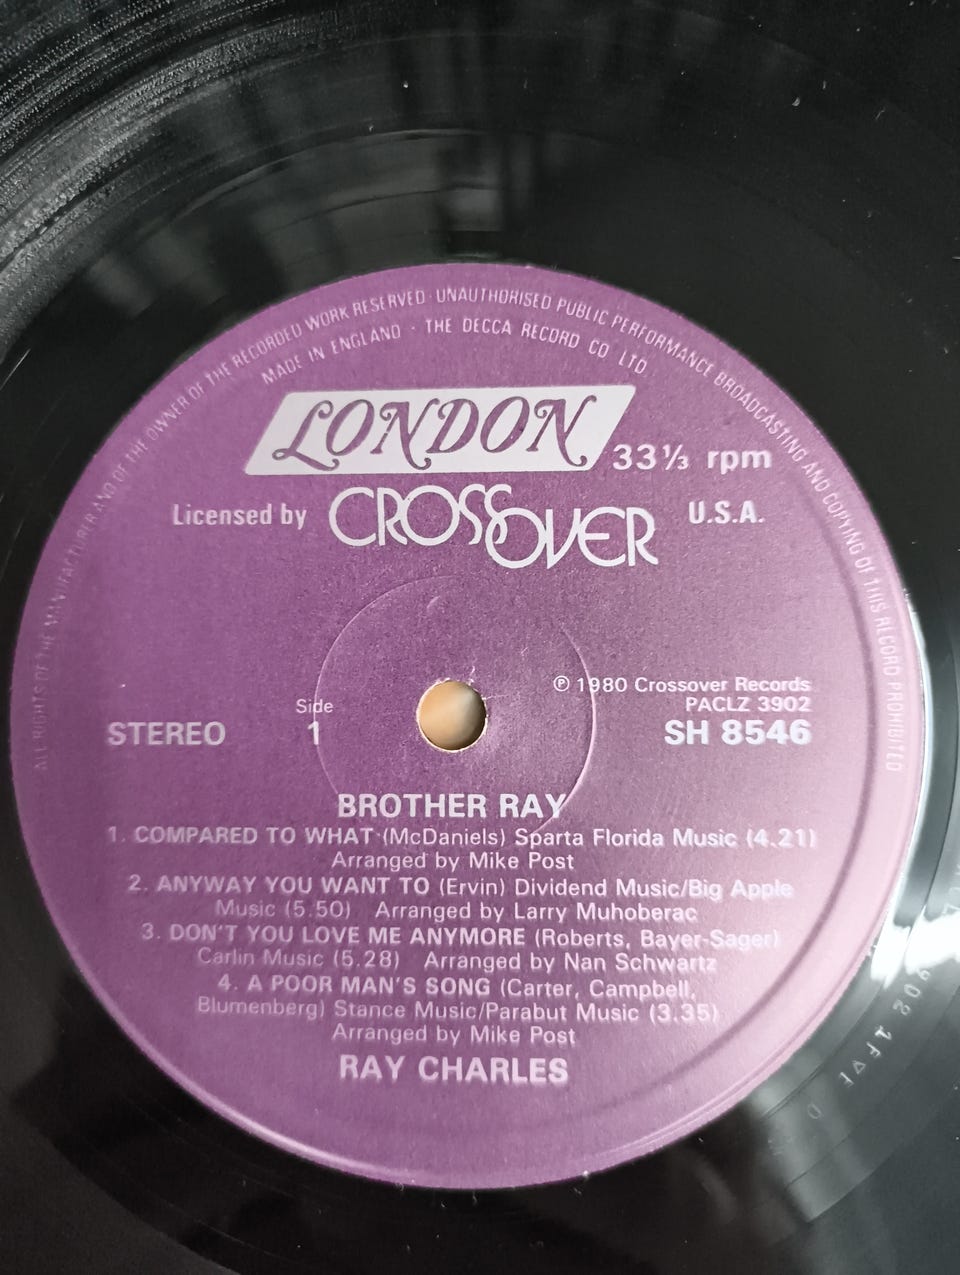 ALL RIGHTS OF THE MANUFACTURER AND OF THE OWNER OF THE RECORDED WORK RESERVED · UNAUTHORISED PUBLIC PERFORMANCE BROADCASTING AND COPYING OF THIS RECORD PROHIBITED
MADE IN ENGLAND · THE DECCA RECORD CO LTD
LONDON
33⅓ rpm
Licensed by CROSSOVER U.S.A.
℗ 1980 Crossover Records
PACLZ 3902
STEREO
Side
1
SH 8546
BROTHER RAY
1. COMPARED TO WHAT (McDaniels) Sparta Florida Music (4.21)
Arranged by Mike Post
2. ANYWAY YOU WANT TO (Ervin) Dividend Music/Big Apple
Music (5.50) Arranged by Larry Muhoberac
3. DON'T YOU LOVE ME ANYMORE (Roberts, Bayer-Sager)
Carlin Music (5.28) Arranged by Nan Schwartz
4. A POOR MAN'S SONG (Carter, Campbell,
Blumenberg) Stance Music/Parabut Music (3.35)
Arranged by Mike Post
RAY CHARLES